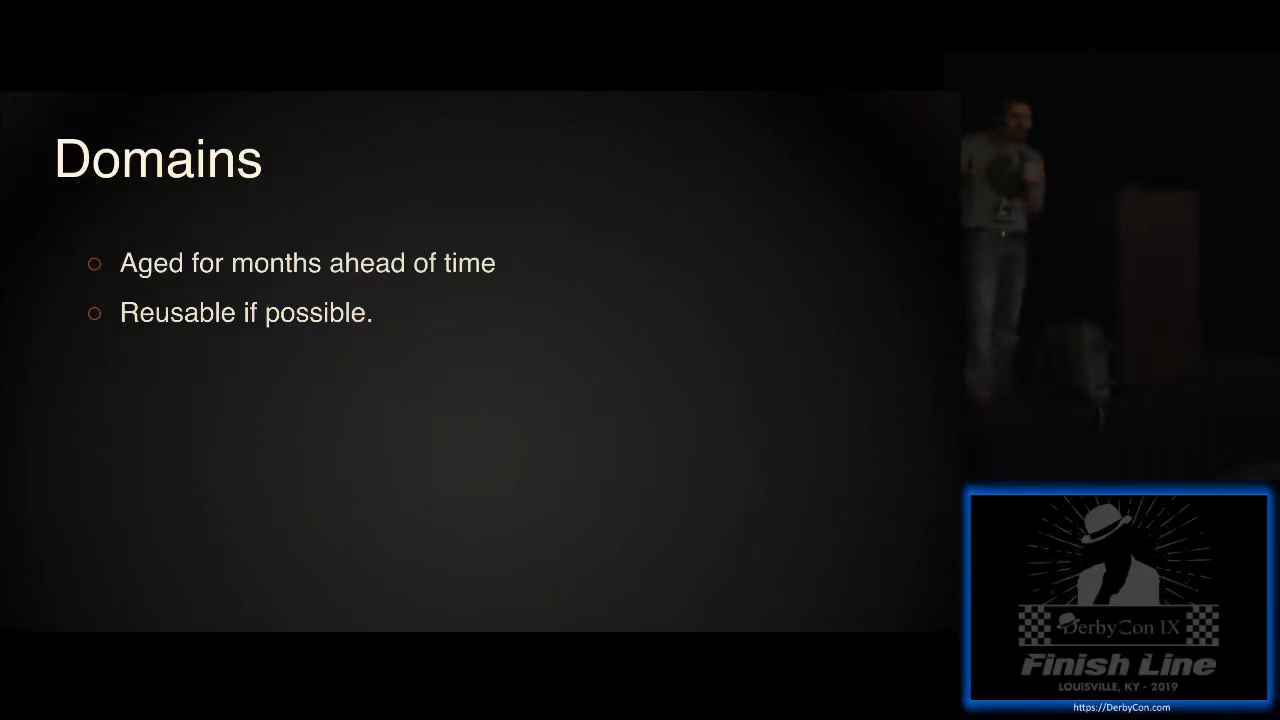 Domains
Aged for months ahead of time
Reusable if possible.
DerbyCon IX
Finish Line
LOUISVILLE, KY - 2019
https://DerbyCon.com